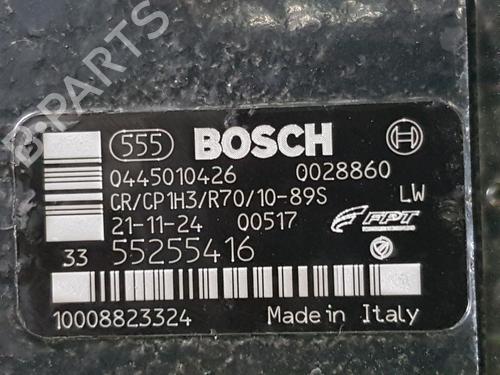 B-PARTS
555 BOSCH
0445010426 0028860
CR/CP1H3/R70/10-89S LW
21-11-24 00517 FPT
33 55255416
10008823324 Made in Italy